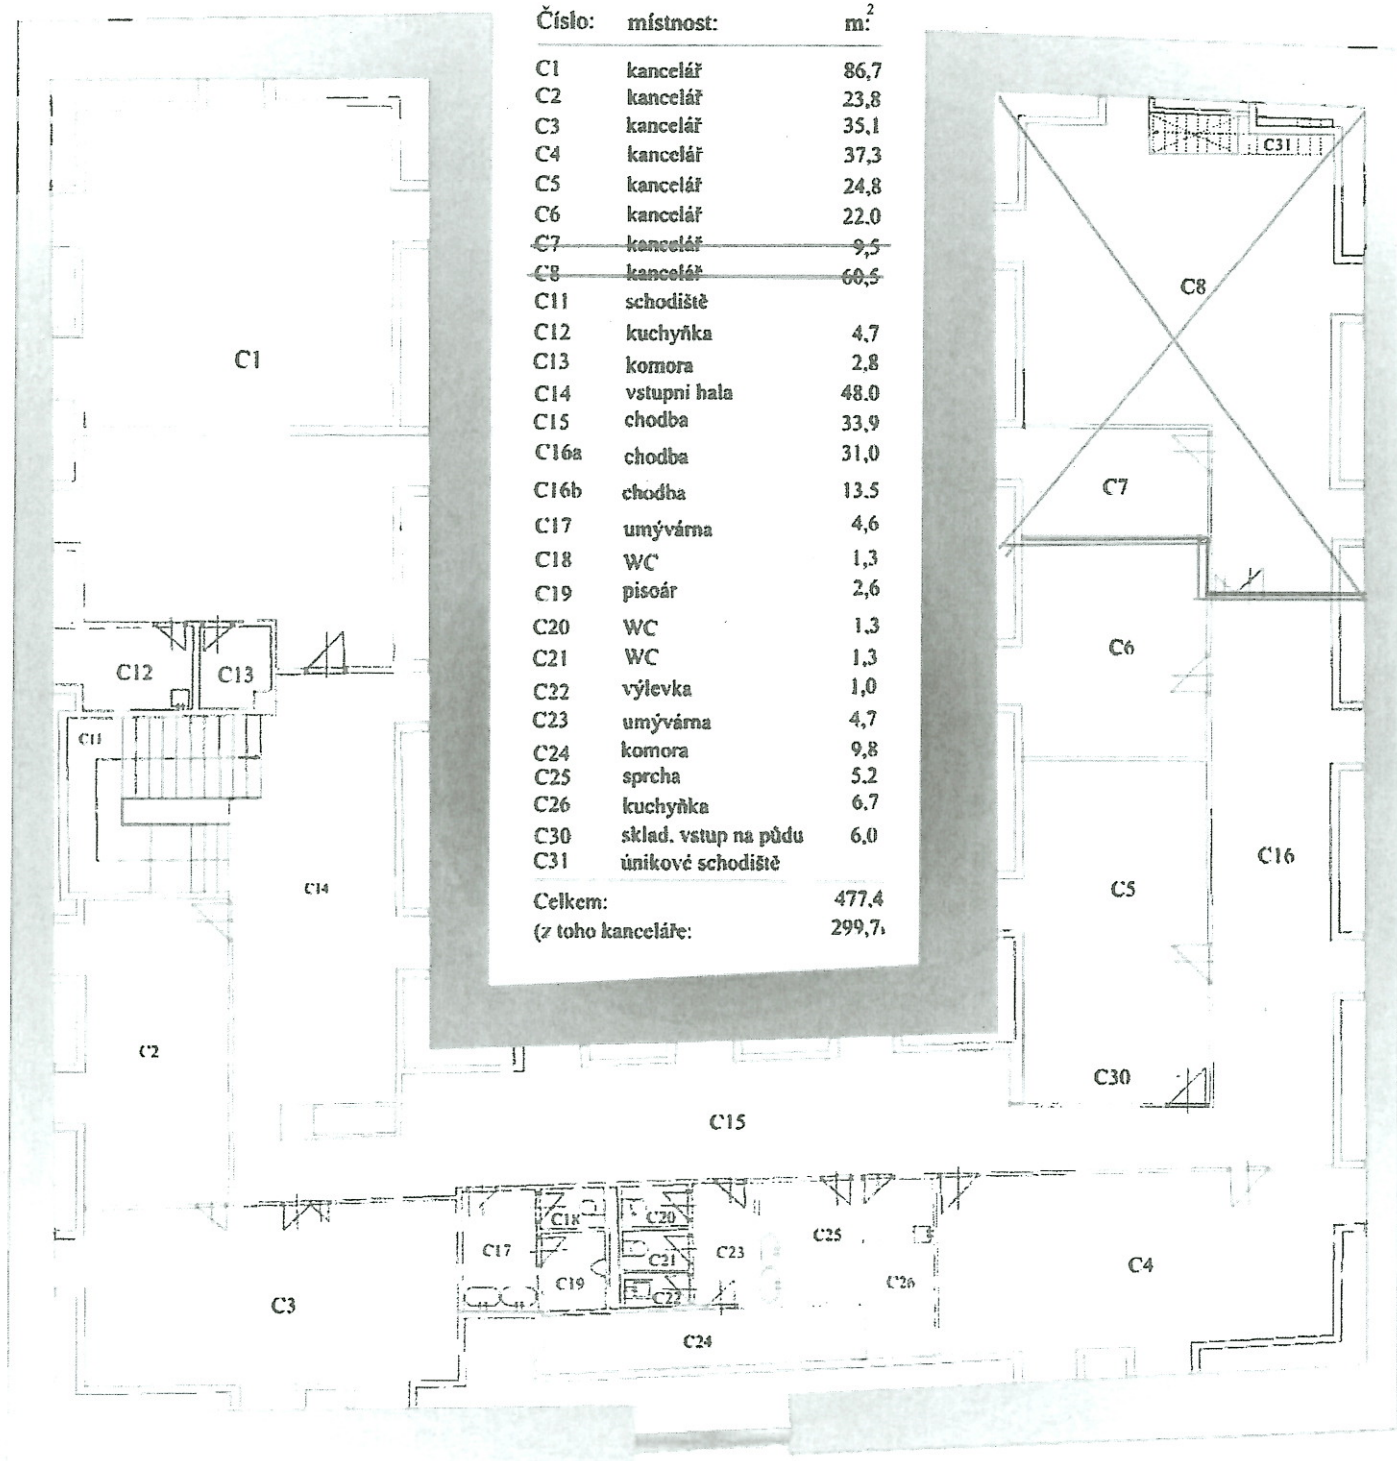 Číslo: místnost: m.²
C1 kancelář 86,7
C2 kancelář 23,8
C3 kancelář 35,1
C4 kancelář 37,3
C5 kancelář 24,8
C6 kancelář 22.0
C7 kancelář 9,5
C8 kancelář 60,5
C11 schodiště
C12 kuchyňka 4,7
C13 komora 2,8
C14 vstupni hala 48.0
C15 chodba 33,9
C16a chodba 31,0
C16b chodba 13.5
C17 umývárna 4,6
C18 WC 1,3
C19 pisoár 2,6
C20 WC 1.3
C21 WC 1,3
C22 výlevka 1,0
C23 umývárna 4,7
C24 komora 9,8
C25 sprcha 5.2
C26 kuchyňka 6.7
C30 sklad. vstup na půdu 6,0
C31 únikové schodiště
Celkem: 477,4
(z toho kanceláře: 299,7)
C31
C8
C1
C7
C6
C12
C13
C11
C16
C5
C14
C2
C30
C15
C18
C20
C25
C17
C23
C21
C4
C19
C26
C22
C3
C24